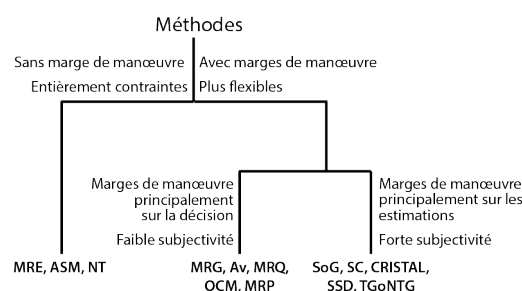 Méthodes
Sans marge de manœuvre
Entièrement contraintes
Avec marges de manœuvre
Plus flexibles
Marges de manœuvre
principalement
sur la décision
Faible subjectivité
Marges de manœuvre
principalement sur les
estimations
Forte subjectivité
MRE, ASM, NT
MRG, Av, MRQ,
OCM, MRP
SoG, SC, CRISTAL,
SSD, TGoNTG